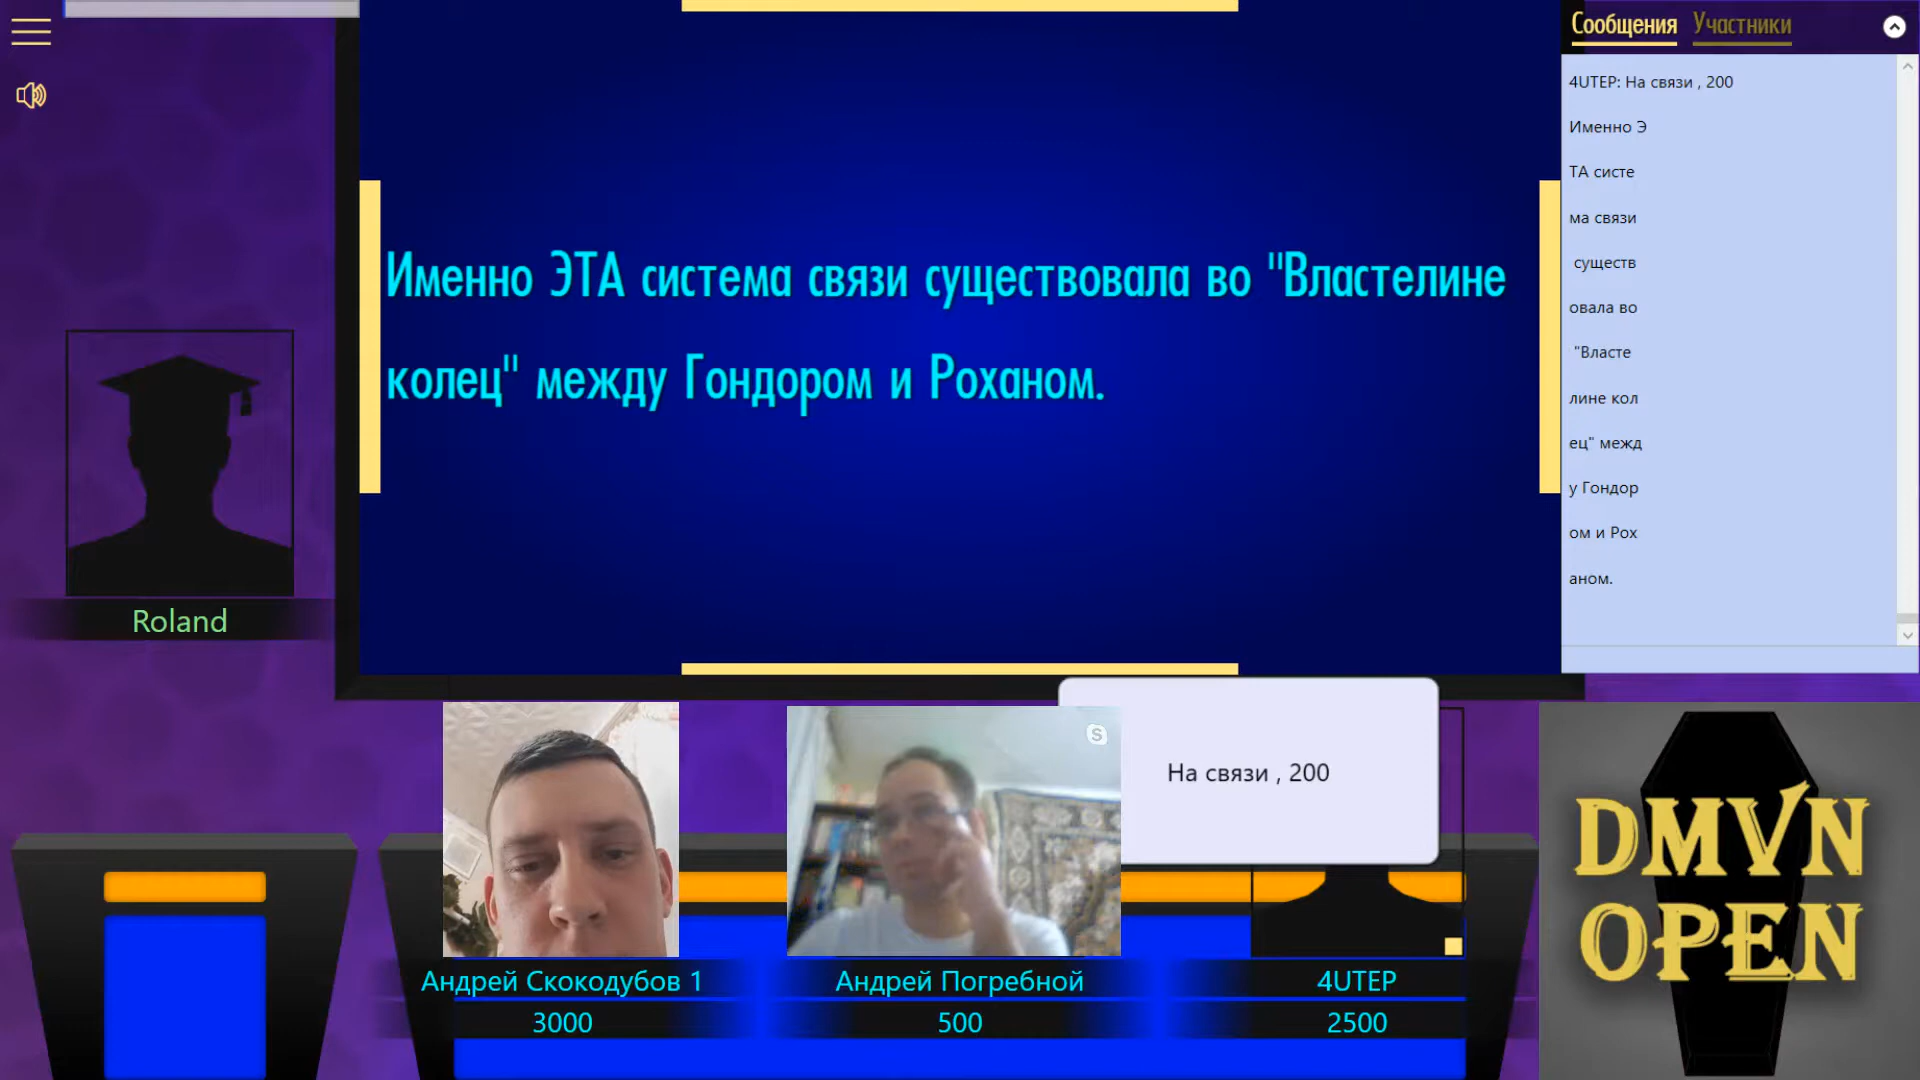 Сообщения Участники
4UTEP: На связи , 200
Именно Э
ТА систе
ма связи
существ
овала во
"Власте
лине кол
ец" межд
у Гондор
ом и Рох
аном.
Именно ЭТА система связи существовала во "Властелине
колец" между Гондором и Роханом.
Roland
S
На связи , 200
Андрей Скокодубов 1
3000
Андрей Погребной
500
4UTEP
2500
DMVN
OPEN